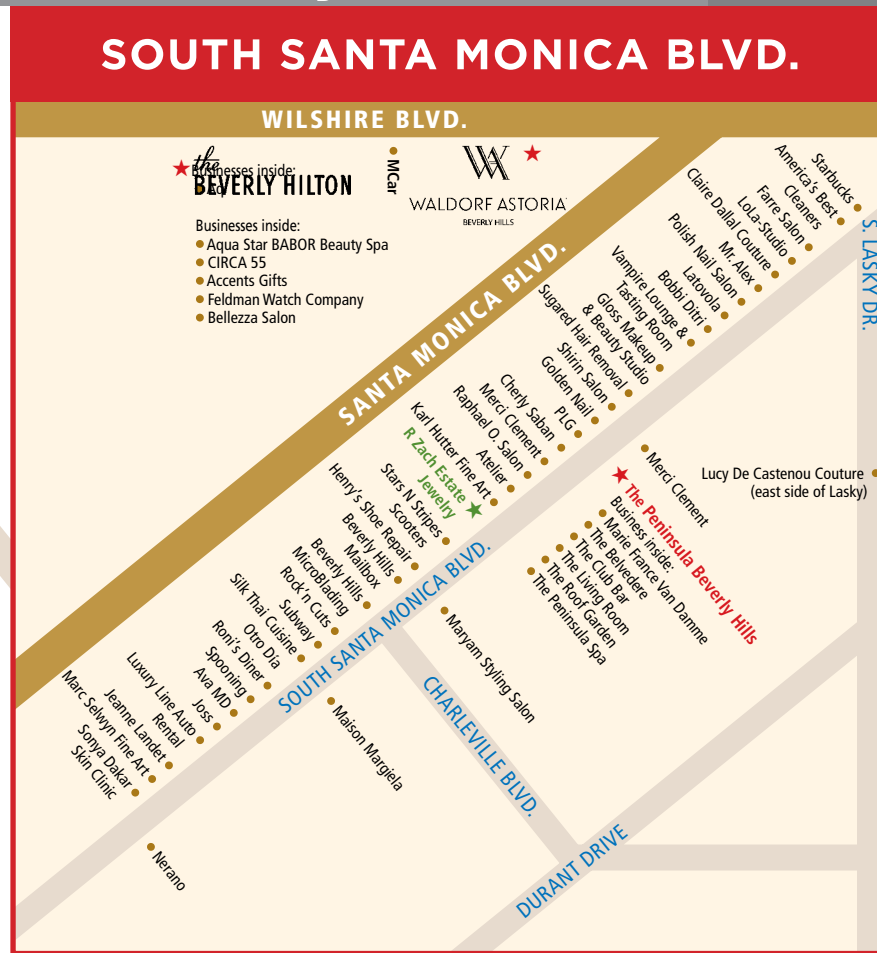 SOUTH SANTA MONICA BLVD.
WILSHIRE BLVD.
the
BEVERLY HILTON
Businesses inside:
MCar
WALDORF ASTORIA
BEVERLY HILLS
Businesses inside:
Aqua Star BABOR Beauty Spa
CIRCA 55
Accents Gifts
Feldman Watch Company
Bellezza Salon
SANTA MONICA BLVD.
Starbucks
America's Best
Cleaners
Farre Salon
LoLa-Studio
Claire Dallal Couture
Mr. Alex
Polish Nail Salon
Latovola
Bobbi Ditri
Vampire Lounge &
Tasting Room
Gloss Makeup
& Beauty Studio
Sugared Hair Removal
Shirin Salon
Golden Nail
PLG
Cherly Saban
Merci Clement
Raphael O. Salon
Atelier
Karl Hutter Fine Art
R Zach Estate
Jewelry
Stars N Stripes
Scooters
Henry's Shoe Repair
Beverly Hills
Mailbox
Beverly Hills
MicroBlading
Rock 'n Cuts
Subway
Silk Thai Cuisine
Otro Dia
Roni's Diner
Spooning
Ava MD
Joss
Luxury Line Auto
Rental
Jeanne Landet
Marc Selwyn Fine Art
Sonya Dakar
Skin Clinic
S. LASKY DR.
Lucy De Castenou Couture
(east side of Lasky)
Merci Clement
The Peninsula Beverly Hills
Business inside:
Marie France Van Damme
The Belvedere
The Club Bar
The Living Room
The Roof Garden
The Peninsula Spa
SOUTH SANTA MONICA BLVD.
Maryam Styling Salon
Maison Margiela
Nerano
CHARLEVILLE BLVD.
DURANT DRIVE